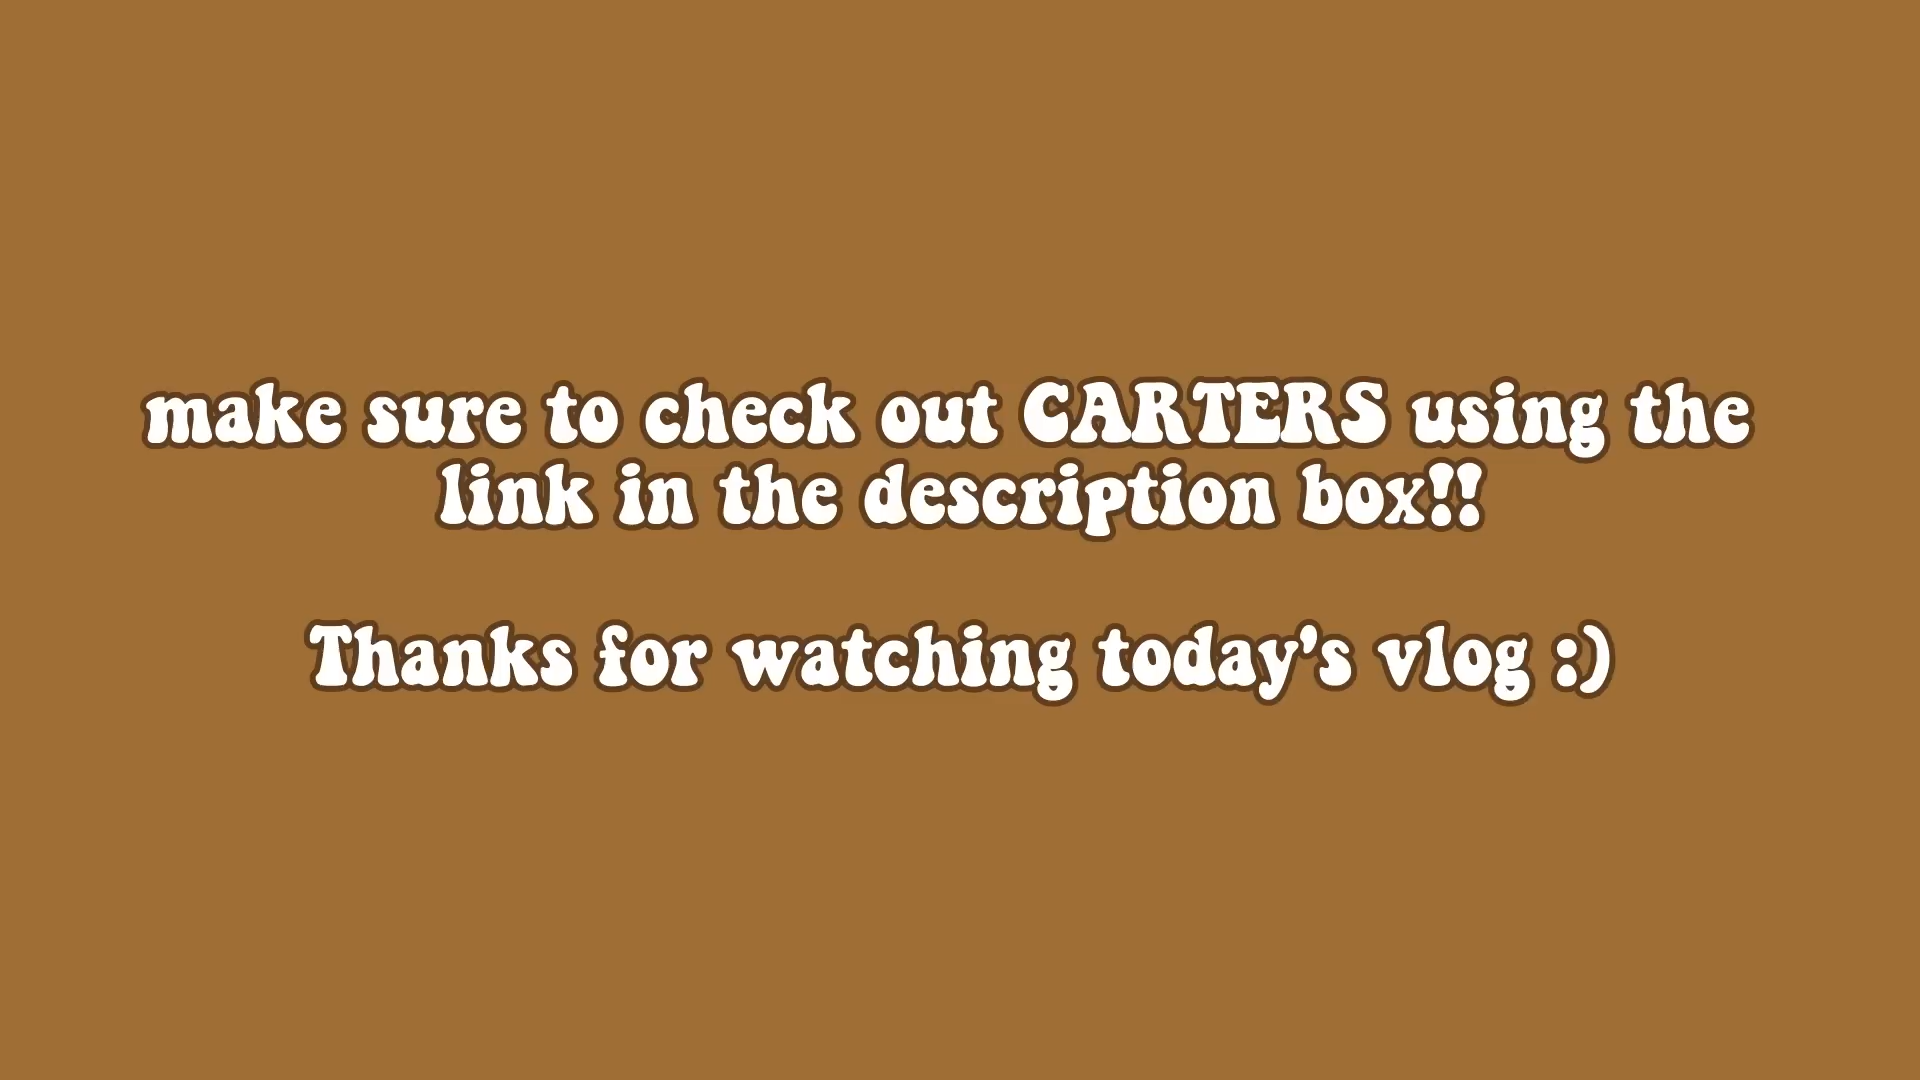 make sure to check out CARTERS using the
link in the description box!!
Thanks for watching today's vlog :)